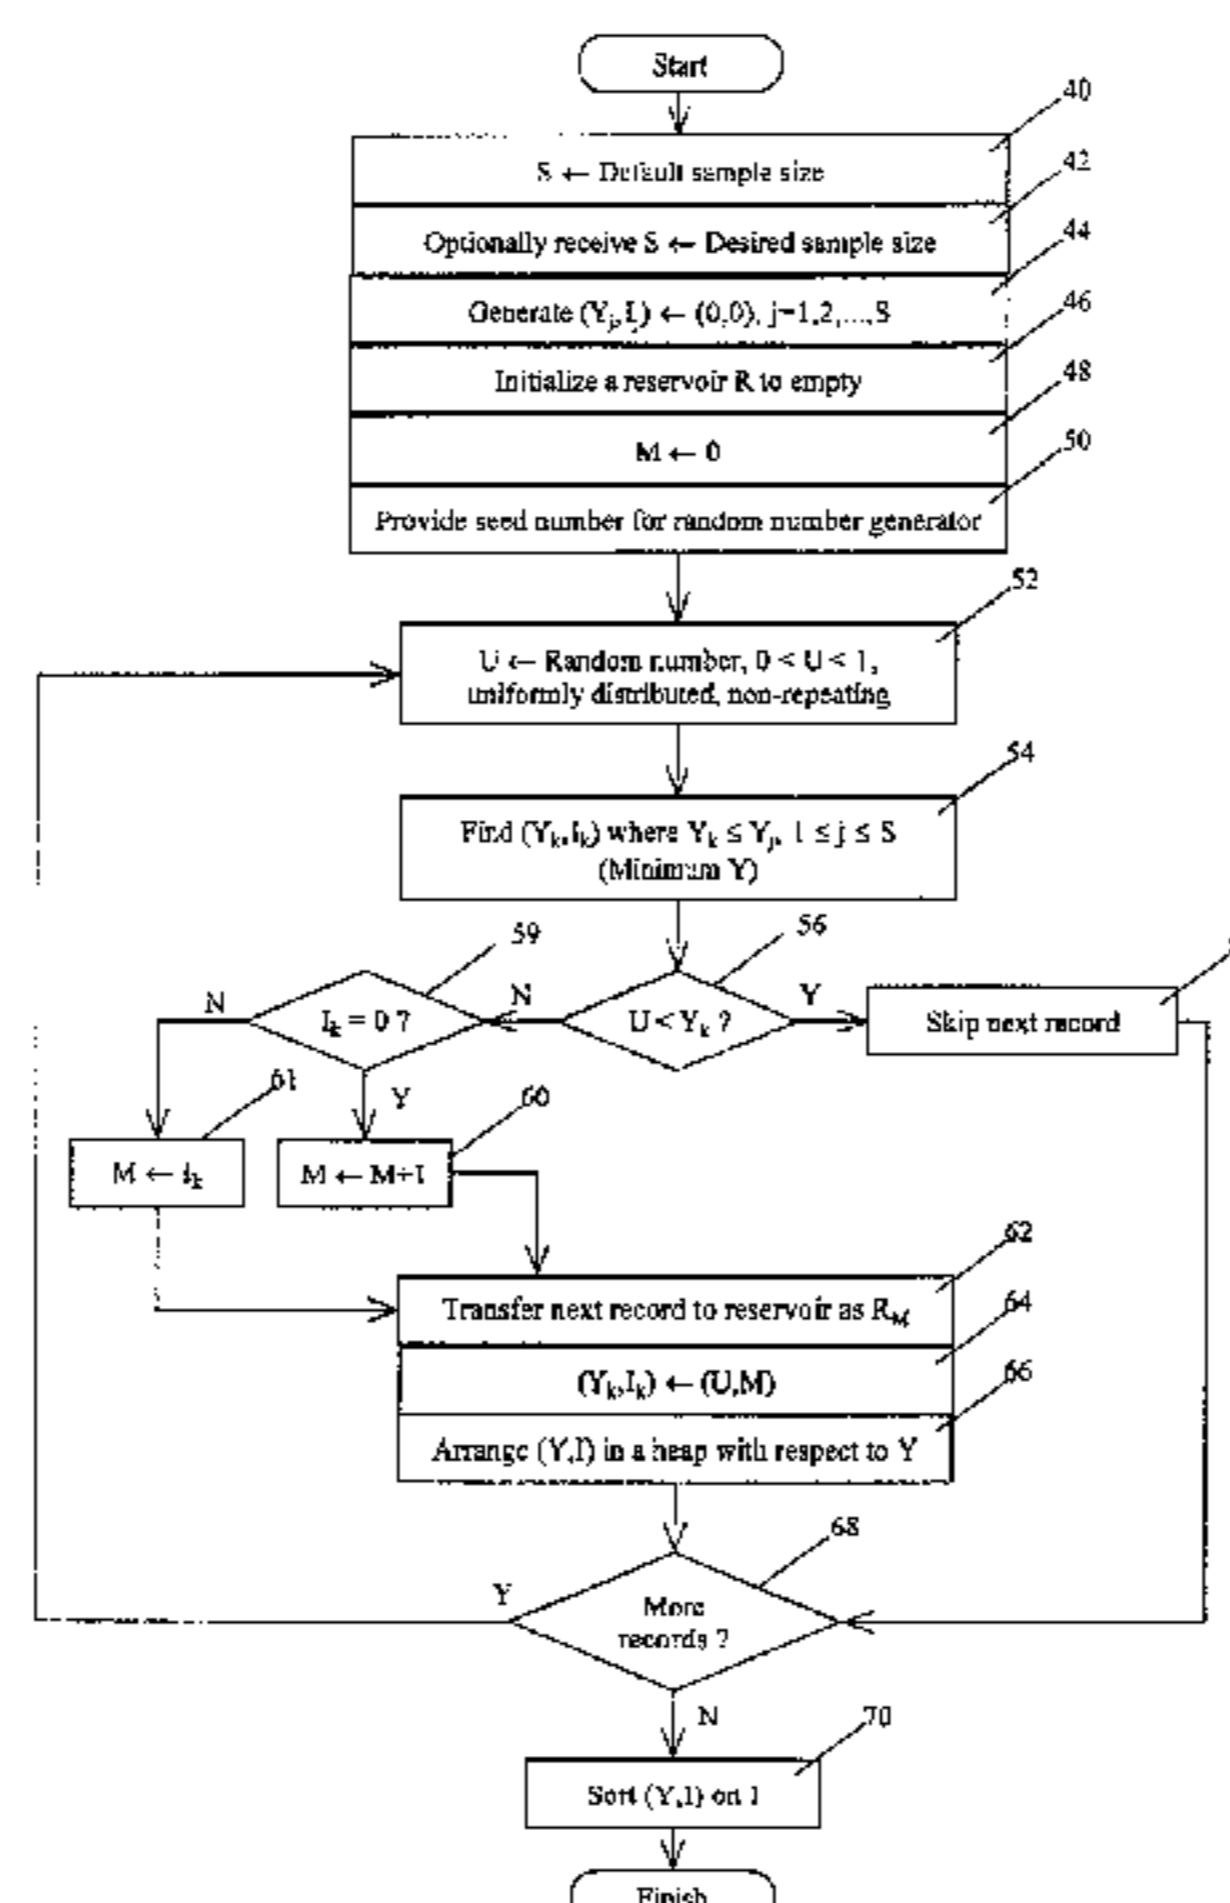 Start
40
S ← Default sample size
42
Optionally receive S ← Desired sample size
44
Generate (Yj,Ij) ← (0,0), j=1,2,...,S
46
Initialize a reservoir R to empty
48
M ← 0
50
Provide seed number for random number generator
52
U ← Random number, 0 < U < 1,
uniformly distributed, non-repeating
54
Find (Yk,Ik) where Yk ≤ Yj, 1 ≤ j ≤ S
(Minimum Y)
59
56
N
Ik = 0 ?
N
U < Yk ?
Y
Skip next record
61
Y
60
M ← Ik
M ← M+1
62
Transfer next record to reservoir as RM
64
(Yk,Ik) ← (U,M)
66
Arrange (Y,I) in a heap with respect to Y
68
Y
More
records ?
N
70
Sort (Y,I) on I
Finish